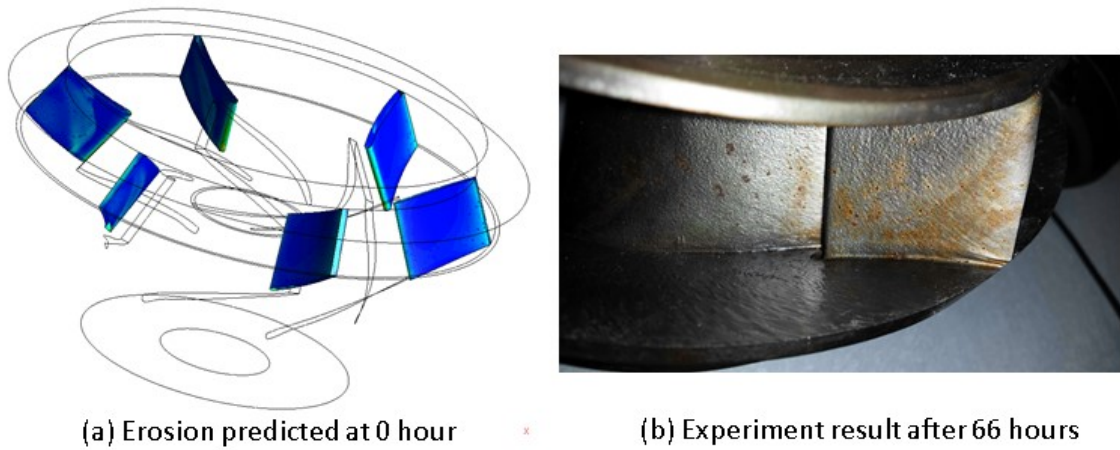 (a) Erosion predicted at 0 hour
x
(b) Experiment result after 66 hours